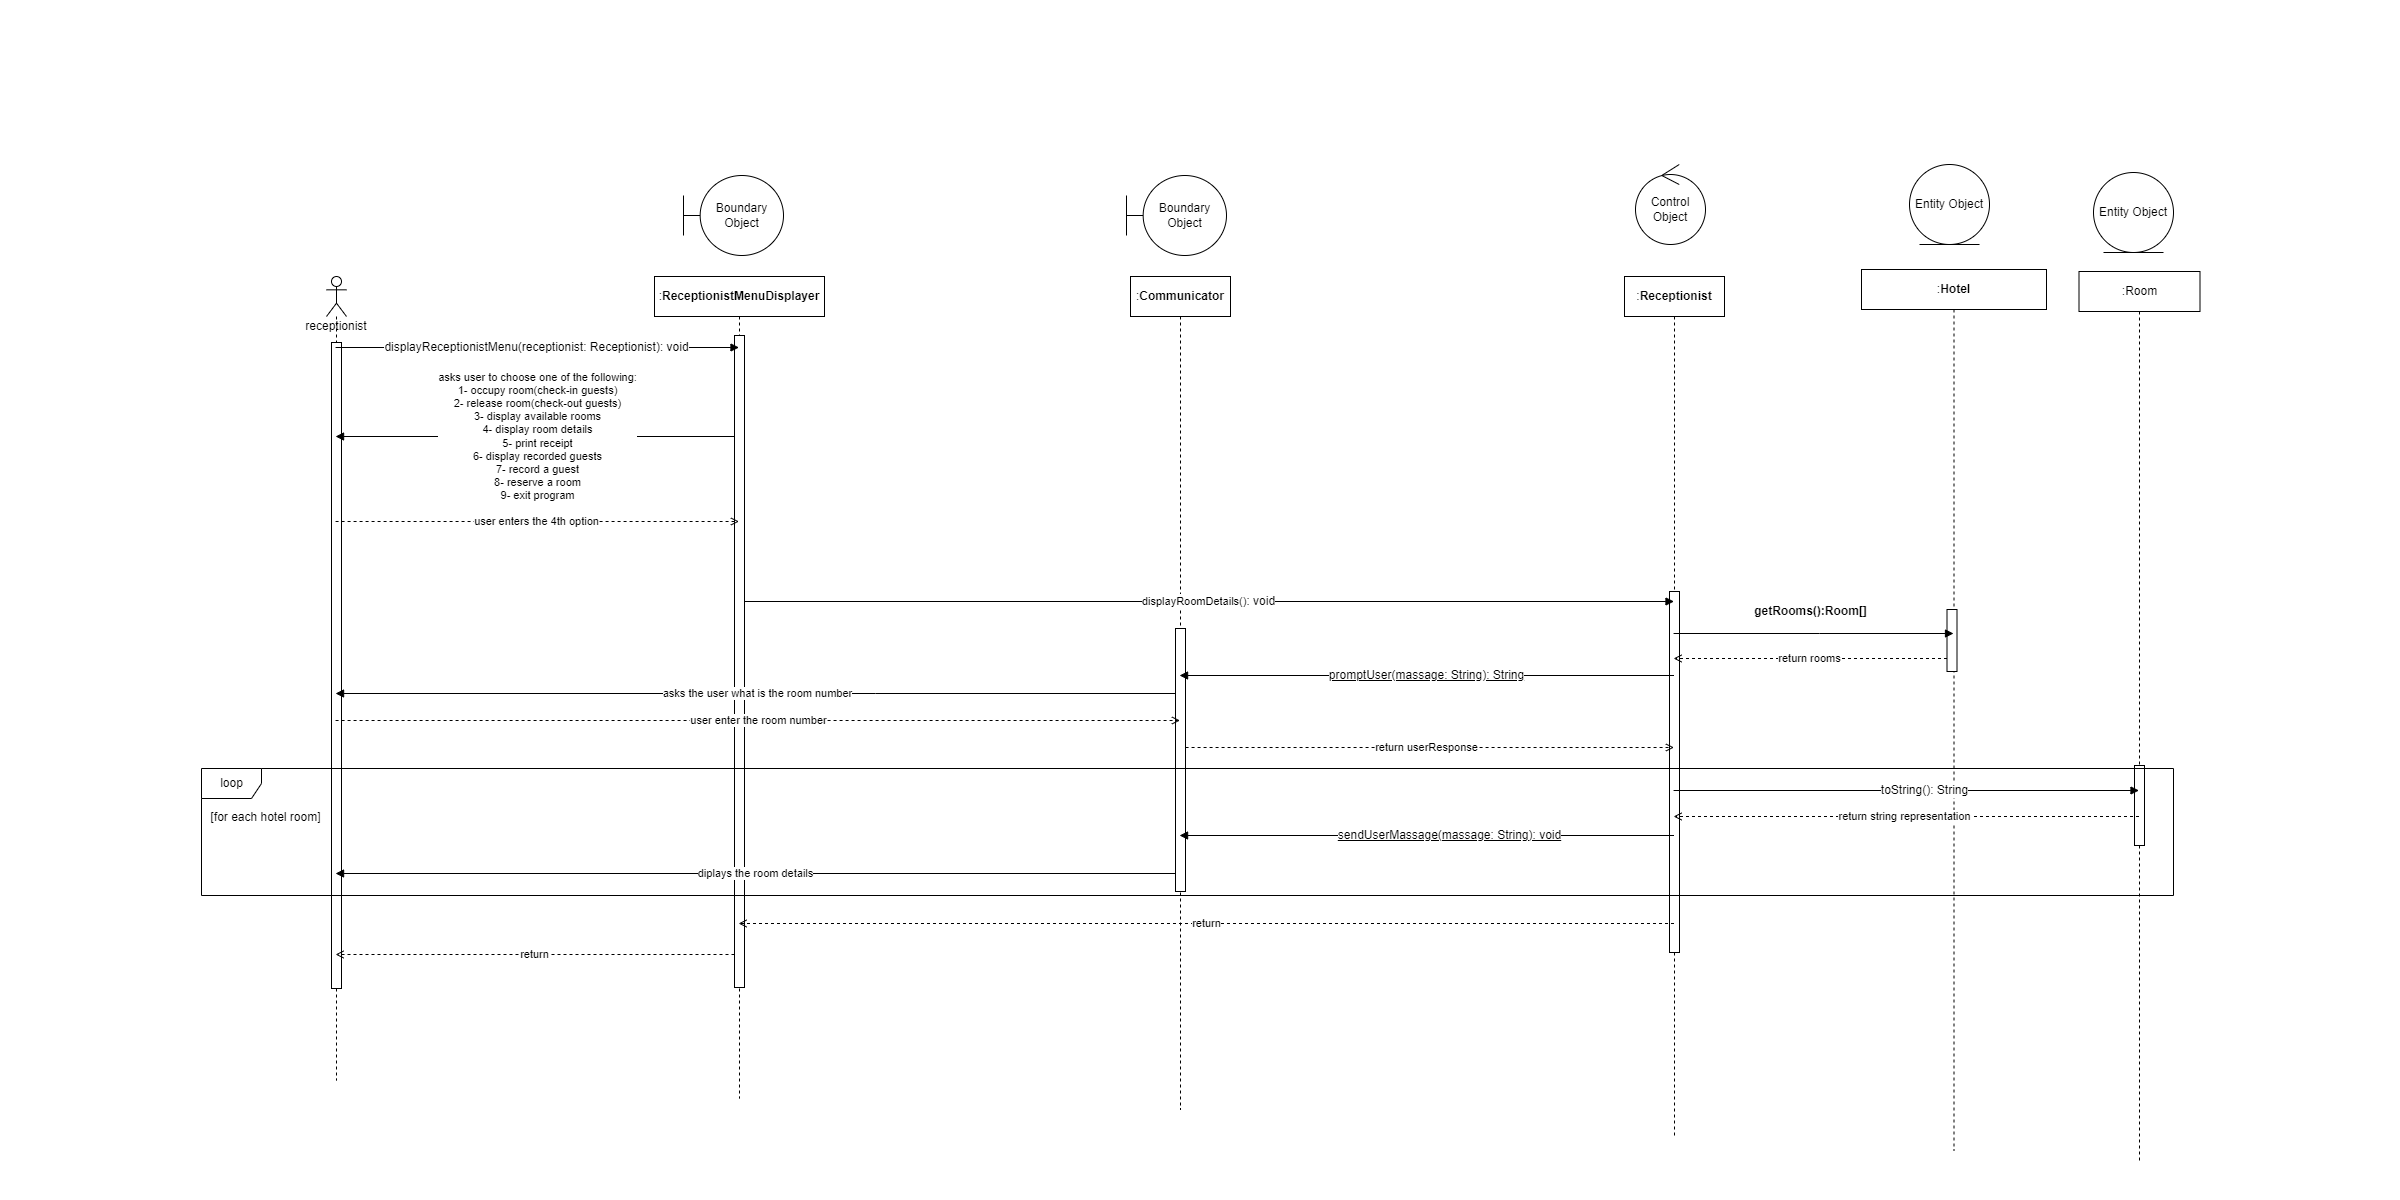 Boundary
Object
Boundary
Object
Control
Object
Entity Object
Entity Object
receptionist
:ReceptionistMenuDisplayer
:Communicator
:Receptionist
:Hotel
:Room
displayReceptionistMenu(receptionist: Receptionist): void
asks user to choose one of the following:
1- occupy room(check-in guests)
2- release room(check-out guests)
3- display available rooms
4- display room details
5- print receipt
6- display recorded guests
7- record a guest
8- reserve a room
9- exit program
user enters the 4th option
displayRoomDetails(): void
getRooms():Room[]
return rooms
promptUser(massage: String): String
asks the user what is the room number
user enter the room number
return userResponse
loop
[for each hotel room]
toString(): String
return string representation
sendUserMassage(massage: String): void
diplays the room details
return
return